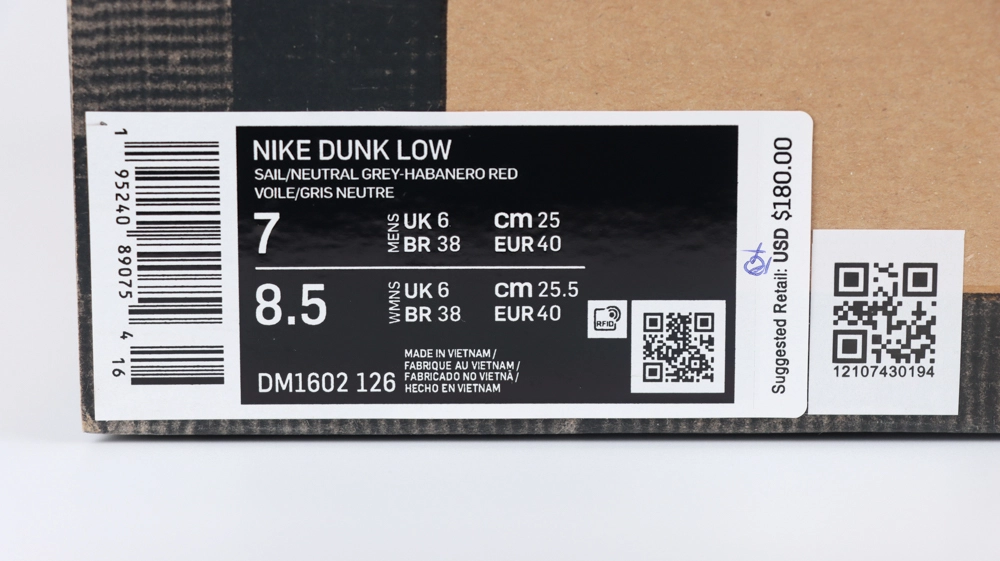 NIKE DUNK LOW
SAIL/NEUTRAL GREY-HABANERO RED
VOILE/GRIS NEUTRE
7
MENS
UK 6
cm 25
BR 38
EUR 40
8.5
WMNS
UK 6
cm 25.5
BR 38
EUR 40
RFID
DM1602 126
MADE IN VIETNAM /
FABRIQUE AU VIETNAM /
FABRICADO NO VIETNÃ /
HECHO EN VIETNAM
1 95240 89075 4 16
Suggested Retail: USD $180.00
12107430194